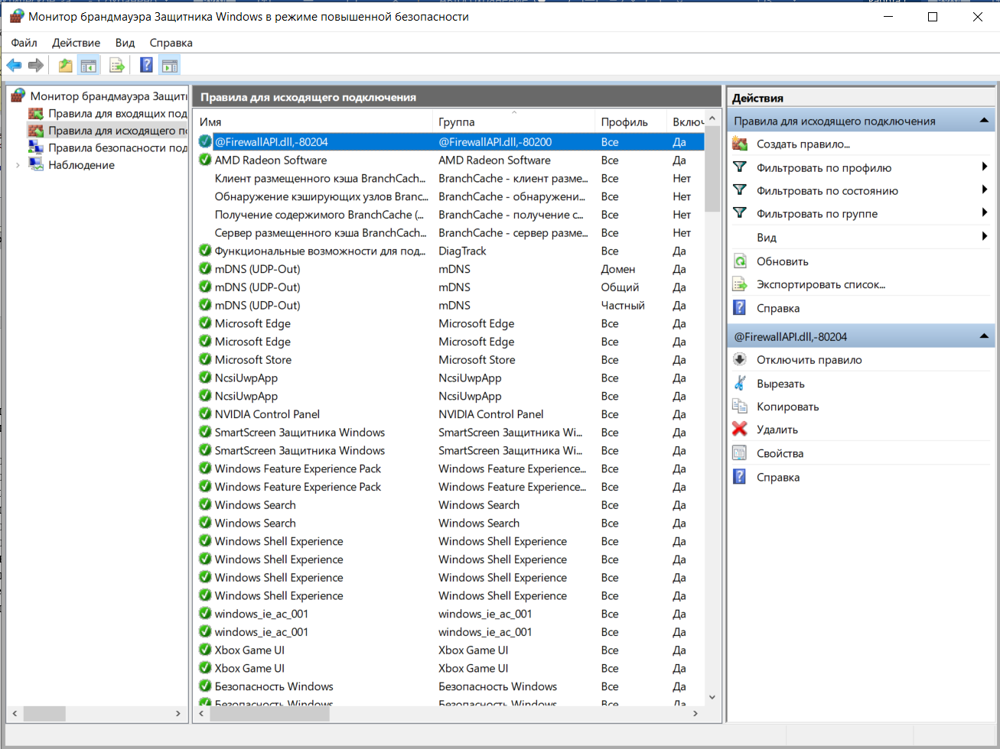 Монитор брандмауэра Защитника Windows в режиме повышенной безопасности
Файл Действие Вид Справка
Монитор брандмауэра Защити
Правила для входящих под
Правила для исходящего п
Правила безопасности под
Наблюдение
Правила для исходящего подключения
Имя Группа Профиль Включ
@FirewallAPI.dll,-80204 @FirewallAPI.dll,-80200 Все Да
AMD Radeon Software AMD Radeon Software Все Да
Клиент размещенного кэша BranchCach... BranchCache - клиент разме... Все Нет
Обнаружение кэширующих узлов Branc... BranchCache - обнаружени... Все Нет
Получение содержимого BranchCache (... BranchCache - получение с... Все Нет
Сервер размещенного кэша BranchCach... BranchCache - сервер разме... Все Нет
Функциональные возможности для под... DiagTrack Все Да
mDNS (UDP-Out) mDNS Домен Да
mDNS (UDP-Out) mDNS Общий Да
mDNS (UDP-Out) mDNS Частный Да
Microsoft Edge Microsoft Edge Все Да
Microsoft Edge Microsoft Edge Все Да
Microsoft Store Microsoft Store Все Да
NcsiUwpApp NcsiUwpApp Все Да
NcsiUwpApp NcsiUwpApp Все Да
NVIDIA Control Panel NVIDIA Control Panel Все Да
SmartScreen Защитника Windows SmartScreen Защитника Wi... Все Да
SmartScreen Защитника Windows SmartScreen Защитника Wi... Все Да
Windows Feature Experience Pack Windows Feature Experience... Все Да
Windows Feature Experience Pack Windows Feature Experience... Все Да
Windows Search Windows Search Все Да
Windows Search Windows Search Все Да
Windows Shell Experience Windows Shell Experience Все Да
Windows Shell Experience Windows Shell Experience Все Да
Windows Shell Experience Windows Shell Experience Все Да
Windows Shell Experience Windows Shell Experience Все Да
windows_ie_ac_001 windows_ie_ac_001 Все Да
windows_ie_ac_001 windows_ie_ac_001 Все Да
Xbox Game UI Xbox Game UI Все Да
Xbox Game UI Xbox Game UI Все Да
Безопасность Windows Безопасность Windows Все Да
Безопасность Windows Безопасность Windows Все Да
Действия
Правила для исходящего подключения
Создать правило...
Фильтровать по профилю
Фильтровать по состоянию
Фильтровать по группе
Вид
Обновить
Экспортировать список...
Справка
@FirewallAPI.dll,-80204
Отключить правило
Вырезать
Копировать
Удалить
Свойства
Справка